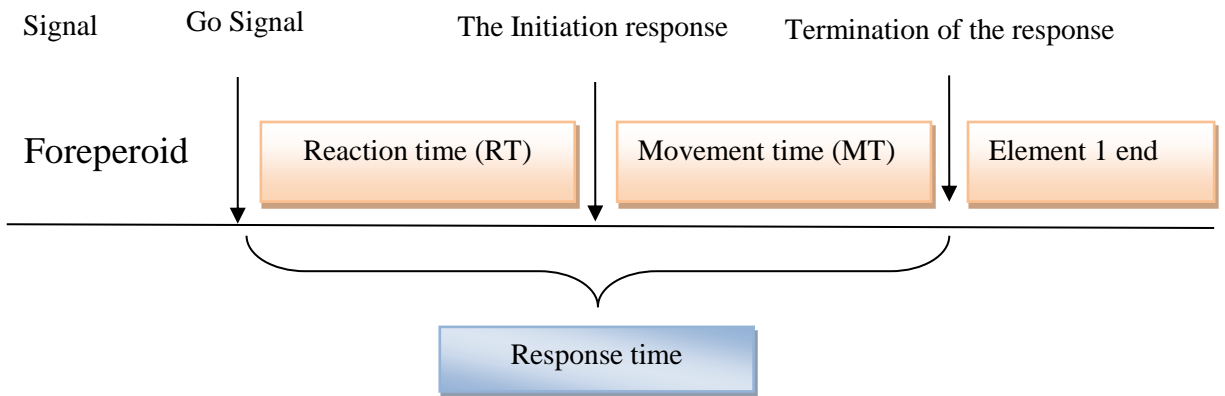 Signal
Go Signal
The Initiation response
Termination of the response
Foreperoid
Reaction time (RT)
Movement time (MT)
Element 1 end
Response time